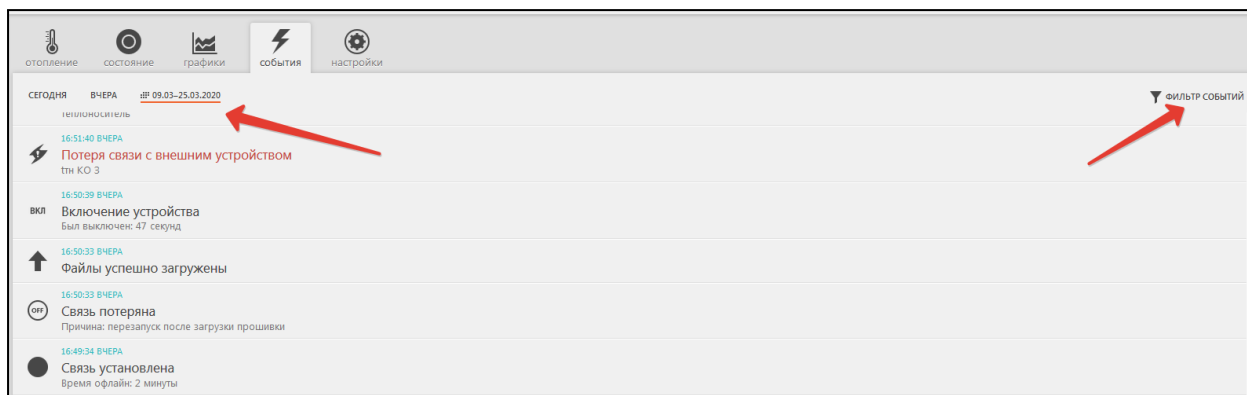 отопление
состояние
графики
события
настройки
СЕГОДНЯ ВЧЕРА 09.03–25.03.2020 ФИЛЬТР СОБЫТИЙ
теплоноситель
16:51:40 ВЧЕРА
Потеря связи с внешним устройством
tтн КО 3
16:50:39 ВЧЕРА
ВКЛ Включение устройства
Был выключен: 47 секунд
16:50:33 ВЧЕРА
Файлы успешно загружены
16:50:33 ВЧЕРА
OFF Связь потеряна
Причина: перезапуск после загрузки прошивки
16:49:34 ВЧЕРА
Связь установлена
Время офлайн: 2 минуты